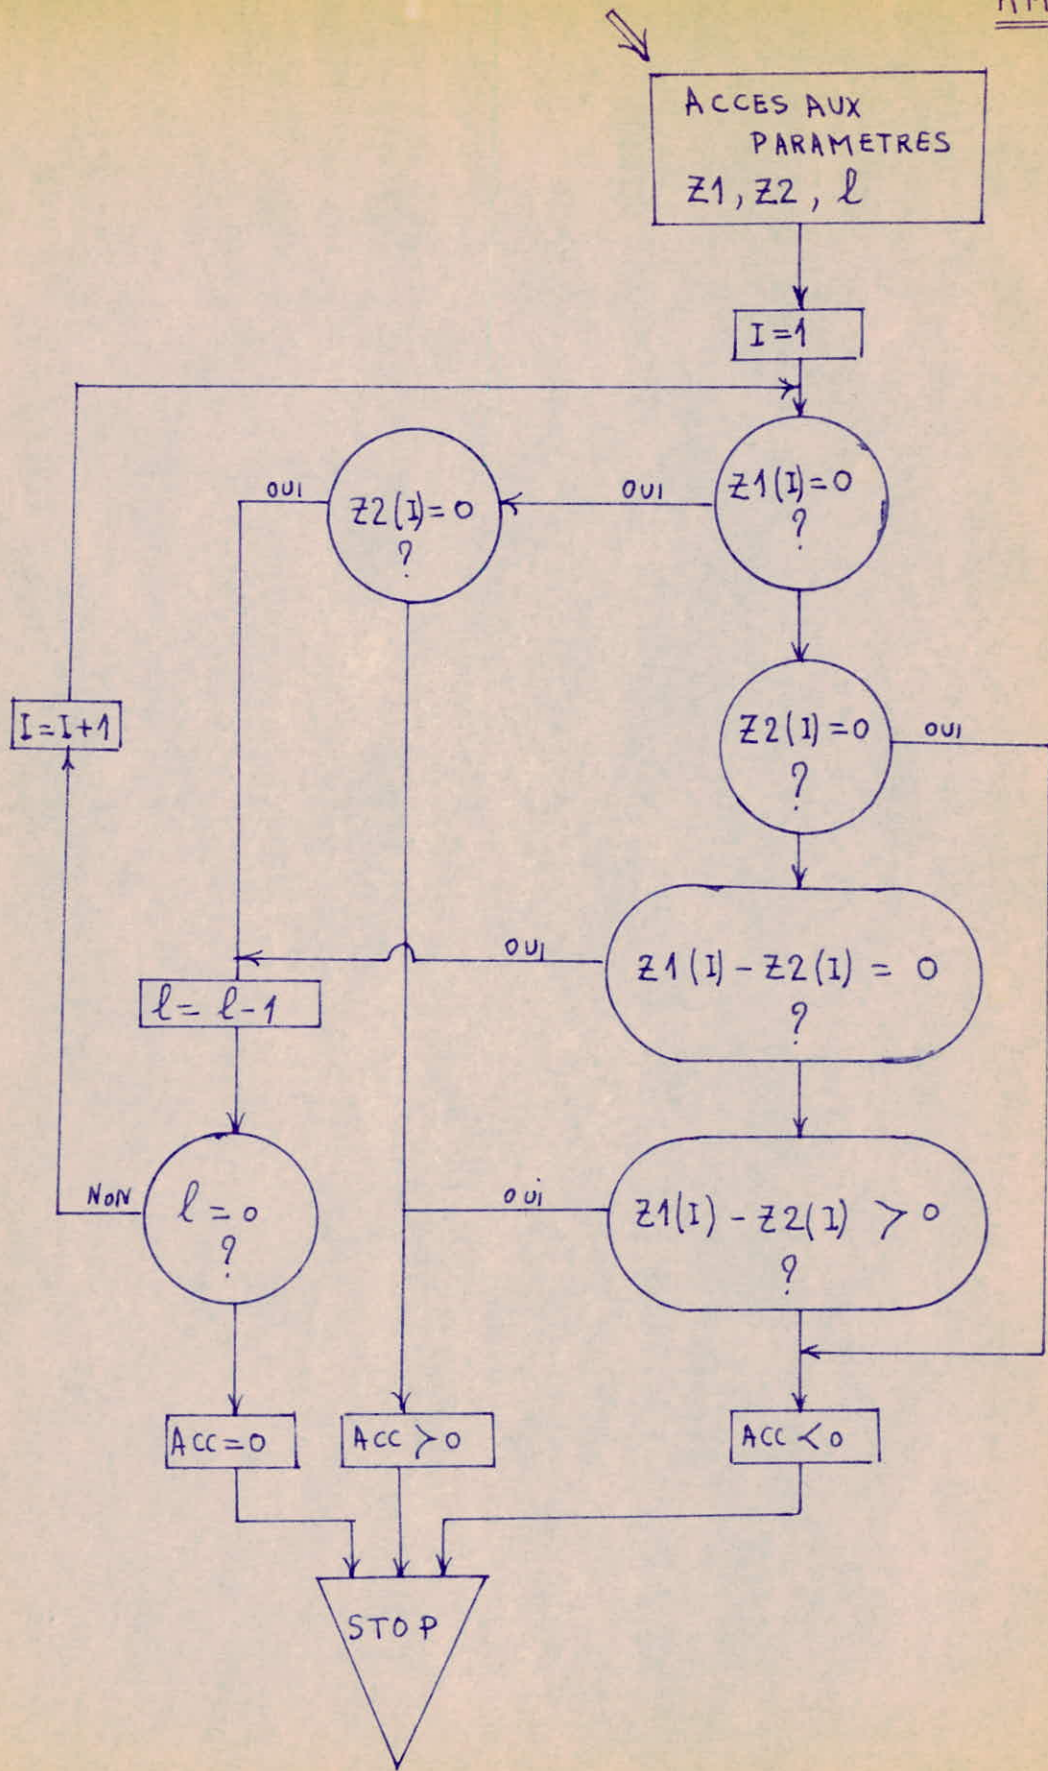 ACCES AUX
PARAMETRES
Z1, Z2, l
I=1
Z1(I)=0
?
OUI
Z2(I)=0
?
OUI
Z2(I)=0
?
OUI
I=I+1
Z1(I)-Z2(I) = 0
?
OUI
l= l-1
Z1(I)-Z2(I) > 0
?
OUI
l=0
?
NON
ACC=0
ACC>0
ACC<0
STOP